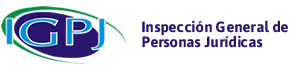 IGPJ
Inspección General de
Personas Jurídicas